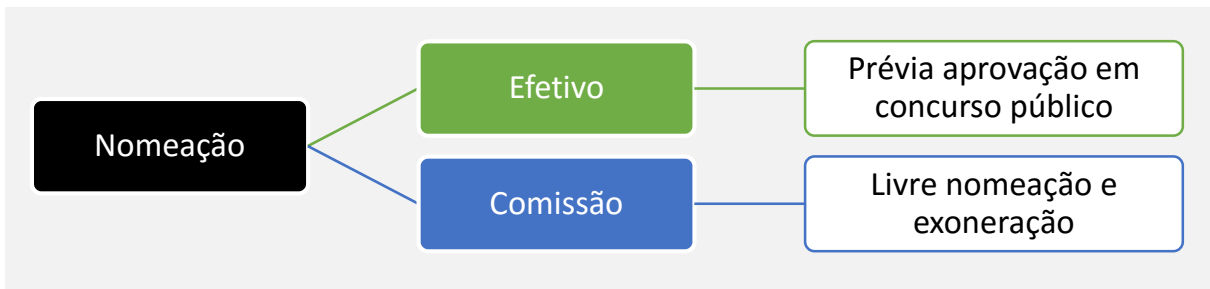 Nomeação
Efetivo
Prévia aprovação em
concurso público
Comissão
Livre nomeação e
exoneração